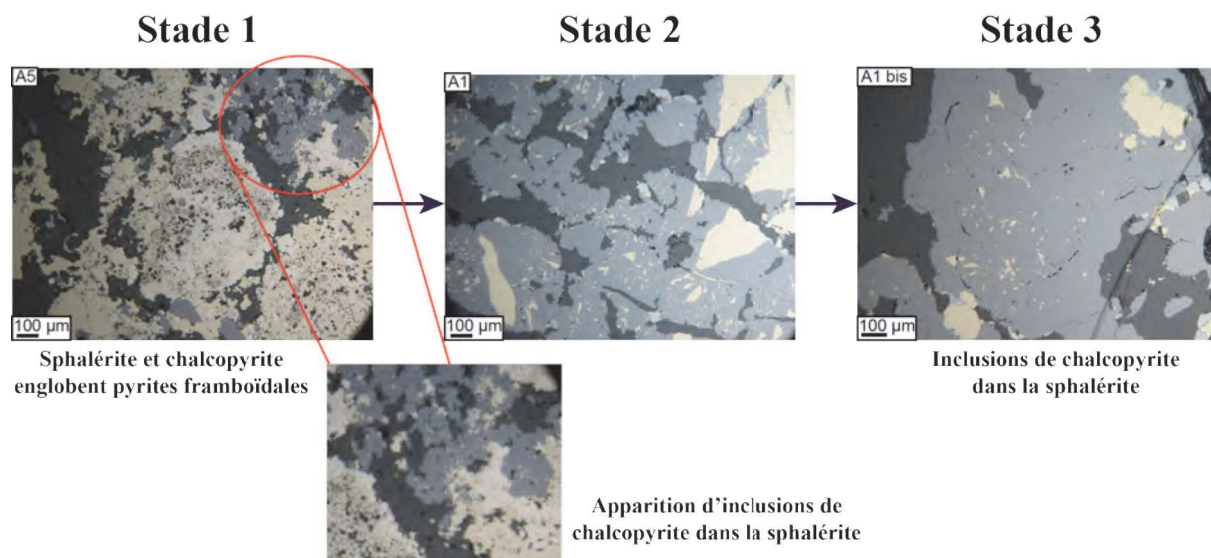 Stade 1
Stade 2
Stade 3
A5
A1
A1 bis
100 µm
100 µm
100 µm
Sphalérite et chalcopyrite
englobent pyrites framboïdales
Inclusions de chalcopyrite
dans la sphalérite
Apparition d’inclusions de
chalcopyrite dans la sphalérite